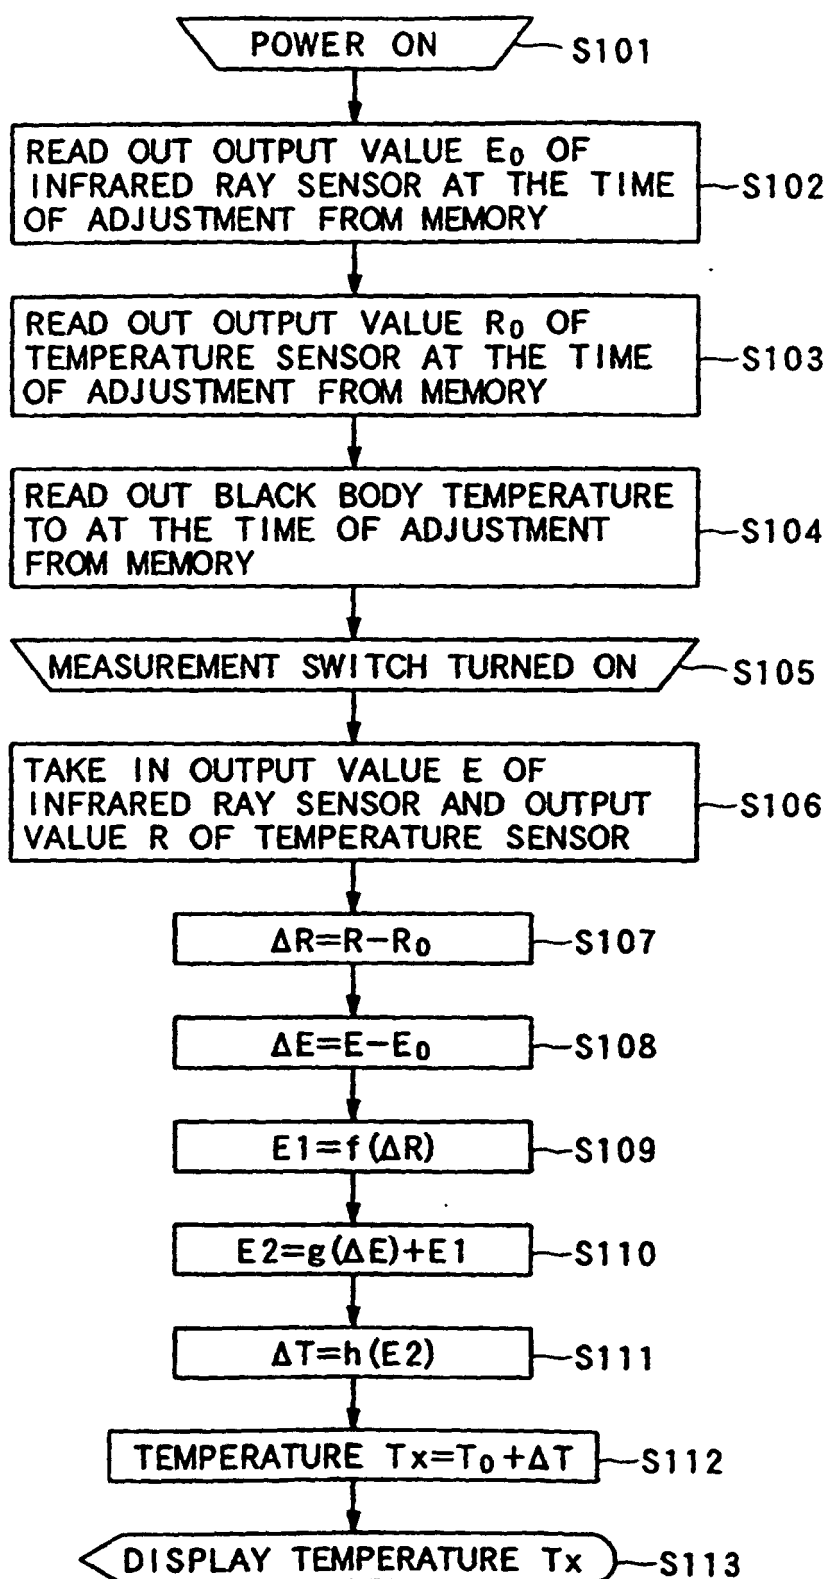 POWER ON S101
READ OUT OUTPUT VALUE E₀ OF
INFRARED RAY SENSOR AT THE TIME S102
OF ADJUSTMENT FROM MEMORY
READ OUT OUTPUT VALUE R₀ OF
TEMPERATURE SENSOR AT THE TIME S103
OF ADJUSTMENT FROM MEMORY
READ OUT BLACK BODY TEMPERATURE
TO AT THE TIME OF ADJUSTMENT S104
FROM MEMORY
MEASUREMENT SWITCH TURNED ON S105
TAKE IN OUTPUT VALUE E OF
INFRARED RAY SENSOR AND OUTPUT S106
VALUE R OF TEMPERATURE SENSOR
ΔR=R-R₀ S107
ΔE=E-E₀ S108
E1=f(ΔR) S109
E2=g(ΔE)+E1 S110
ΔT=h(E2) S111
TEMPERATURE Tx=T₀+ΔT S112
DISPLAY TEMPERATURE Tx S113